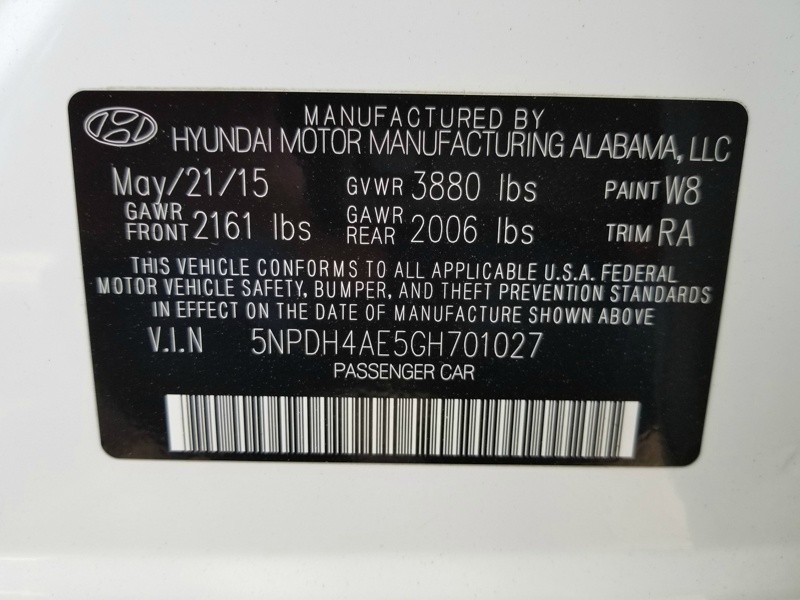 MANUFACTURED BY
HYUNDAI MOTOR MANUFACTURING ALABAMA, LLC
May/21/15 GVWR 3880 lbs PAINT W8
GAWR FRONT 2161 lbs GAWR REAR 2006 lbs TRIM RA
THIS VEHICLE CONFORMS TO ALL APPLICABLE U.S.A. FEDERAL
MOTOR VEHICLE SAFETY, BUMPER, AND THEFT PREVENTION STANDARDS
IN EFFECT ON THE DATE OF MANUFACTURE SHOWN ABOVE
V.I.N 5NPDH4AE5GH701027
PASSENGER CAR